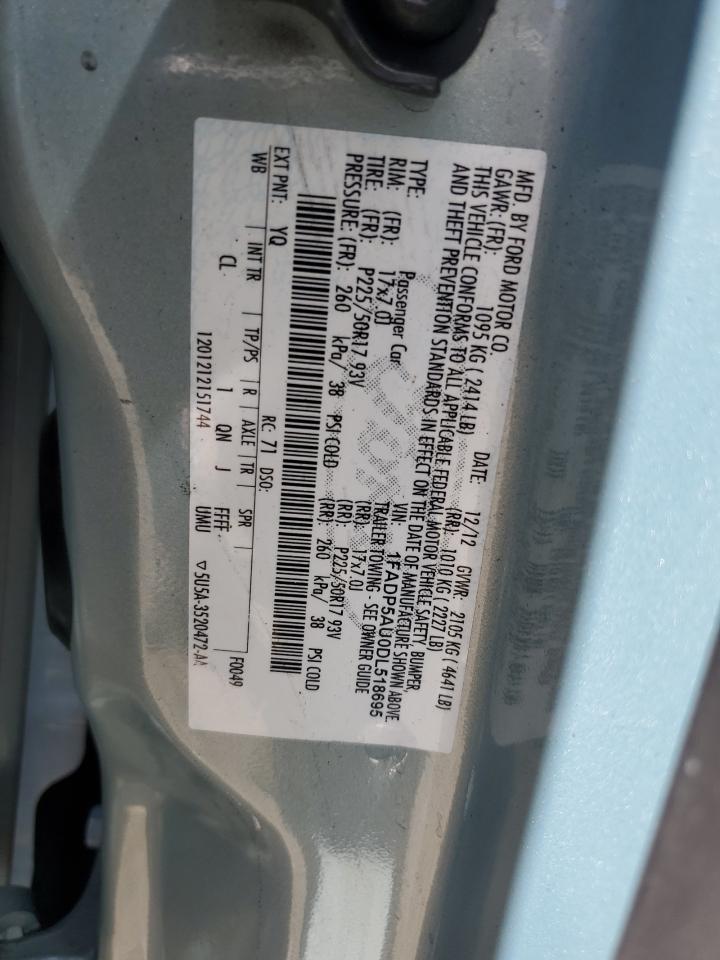 MFD. BY FORD MOTOR CO. DATE: 12/12 GVWR: 2105 KG ( 4641 LB)
GAWR: (FR): 1095 KG ( 2414 LB) (RR): 1010 KG ( 2227 LB)
THIS VEHICLE CONFORMS TO ALL APPLICABLE FEDERAL MOTOR VEHICLE SAFETY, BUMPER,
AND THEFT PREVENTION STANDARDS IN EFFECT ON THE DATE OF MANUFACTURE SHOWN ABOVE.
VIN: 1FADP5AU0DL518695
TYPE: Passenger Car TRAILER TOWING - SEE OWNER GUIDE
RIM: (FR): 17x7.0J (RR): 17x7.0J
TIRE: (FR): P225/50R17 93V (RR): P225/50R17 93V
PRESSURE: (FR): 260 kPa/ 38 PSI COLD (RR): 260 kPa/ 38 PSI COLD
EXT PNT: YQ RC: 71 DSO: F0049
WB INT TR TP/PS R AXLE TR SPR
CL 1 QN J FFFF
1201212151744 UMU 5U5A-3520472-AA